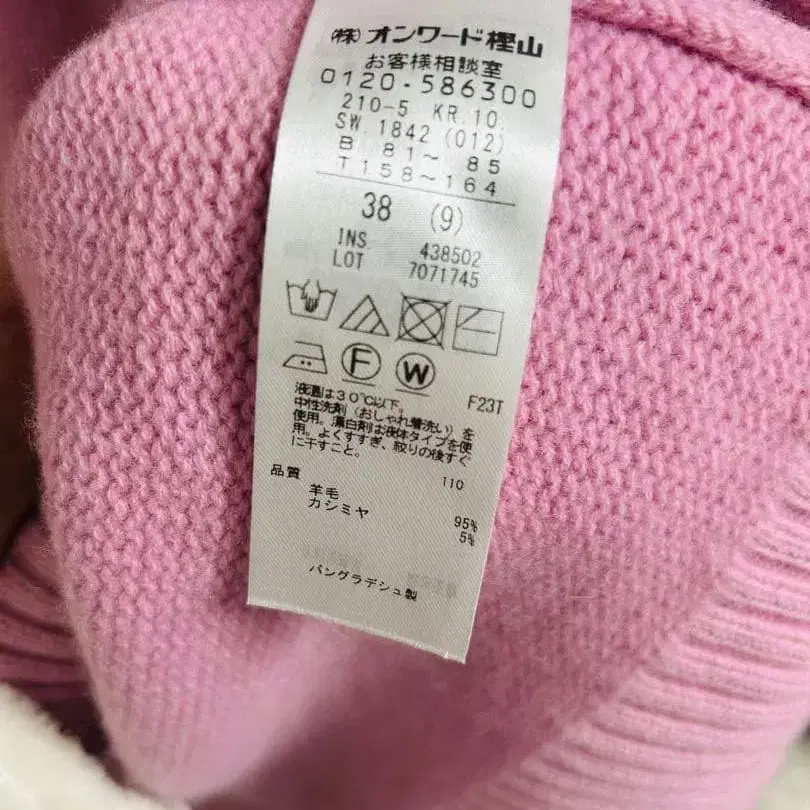 (株)オンワード樫山
お客様相談室
0120-586300
210-5 KR.10
SW.1842 (012)
B 81~ 85
T158~164
38 (9)
INS. 438502
LOT 7071745
F
W
F23T
液温は30℃以下。
中性洗剤(おしゃれ着洗い)を
使用。漂白剤は液体タイプを使
用。よくすすぎ、絞りの後すぐ
に干すこと。
110
品質
羊毛 95%
カシミヤ 5%
バングラデシュ製